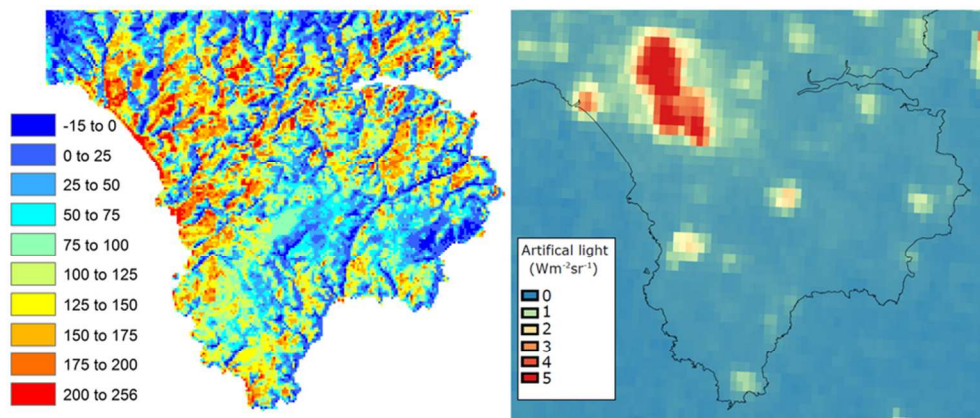 -15 to 0
0 to 25
25 to 50
50 to 75
75 to 100
100 to 125
125 to 150
150 to 175
175 to 200
200 to 256
Artifical light
(Wm⁻²sr⁻¹)
0
1
2
3
4
5